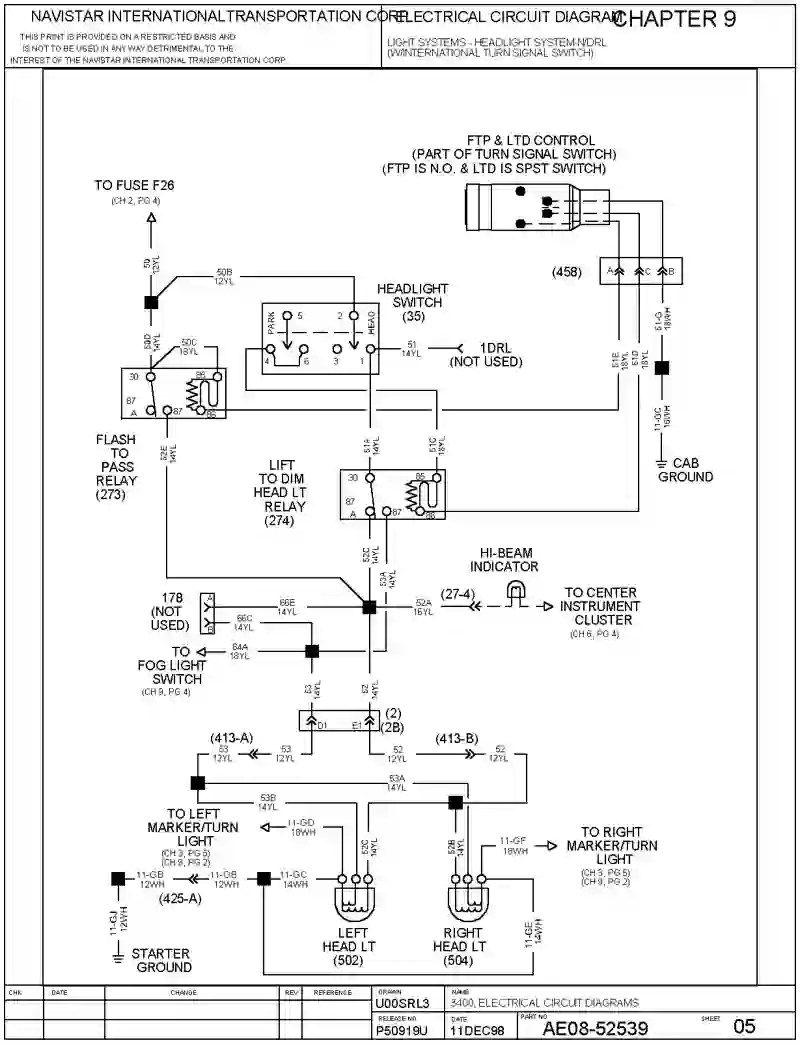 NAVISTAR INTERNATIONALTRANSPORTATION CORP
THIS PRINT IS PROVIDED ON A RESTRICTED BASIS AND
IS NOT TO BE USED IN ANY WAY DETRIMENTAL TO THE
INTEREST OF THE NAVISTAR INTERNATIONAL TRANSPORTATION CORP
ELECTRICAL CIRCUIT DIAGRAM
CHAPTER 9
LIGHT SYSTEMS - HEADLIGHT SYSTEM-N/DRL
(W/INTERNATIONAL TURN SIGNAL SWITCH)
FTP & LTD CONTROL
(PART OF TURN SIGNAL SWITCH)
(FTP IS N.O. & LTD IS SPST SWITCH)
TO FUSE F26
(CH 2, PG 4)
50
12YL
50B
12YL
(458)
A
C
B
HEADLIGHT
SWITCH
(35)
PARK
5
2
HEAD
4
6
3
1
51
14YL
1DRL
(NOT USED)
50D
14YL
50C
18YL
51-G
18WH
51E
18YL
51D
18YL
11-GC
16WH
CAB
GROUND
30
86
87
A
87
85
FLASH
TO
PASS
RELAY
(273)
52E
14YL
51A
14YL
51C
18YL
LIFT
TO DIM
HEAD LT
RELAY
(274)
30
85
87
A
87
86
52C
14YL
53A
14YL
HI-BEAM
INDICATOR
178
(NOT
USED)
A
B
66E
14YL
66C
14YL
52A
16YL
(27-4)
TO CENTER
INSTRUMENT
CLUSTER
(CH 6, PG 4)
TO
FOG LIGHT
SWITCH
(CH 9, PG 4)
64A
18YL
53
14YL
52
14YL
D1
E1
(2)
(2B)
(413-A)
53
12YL
53
12YL
52
12YL
(413-B)
52
12YL
53A
14YL
53B
14YL
TO LEFT
MARKER/TURN
LIGHT
(CH 3, PG 5)
(CH 9, PG 2)
11-GD
18WH
52C
14YL
52B
14YL
11-GF
18WH
TO RIGHT
MARKER/TURN
LIGHT
(CH 3, PG 5)
(CH 9, PG 2)
11-GB
12WH
(425-A)
11-GB
12WH
11-GC
14WH
11-GJ
12WH
STARTER
GROUND
LEFT
HEAD LT
(502)
RIGHT
HEAD LT
(504)
11-GE
14WH
CHK
DATE
CHANGE
REV
REFERENCE
DRAWN
U00SRL3
NAME
3400, ELECTRICAL CIRCUIT DIAGRAMS
RELEASE NO.
P50919U
DATE
11DEC98
PART NO
AE08-52539
SHEET
05